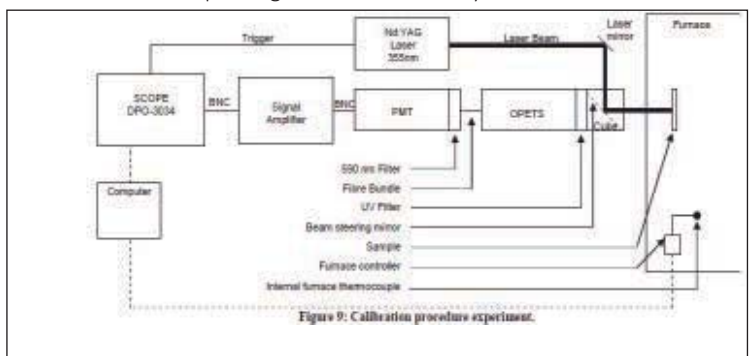 Laser mirror
Furnace
Nd:YAG Laser 355nm
Trigger
Laser Beam
SCOPE DPO-3034
BNC
Signal Amplifier
BNC
PMT
OPETS
Cube
590 nm Filter
Fibre Bundle
UV Filter
Beam steering mirror
Sample
Furnace controller
Internal furnace thermocouple
Computer
Figure 9: Calibration procedure experiment.